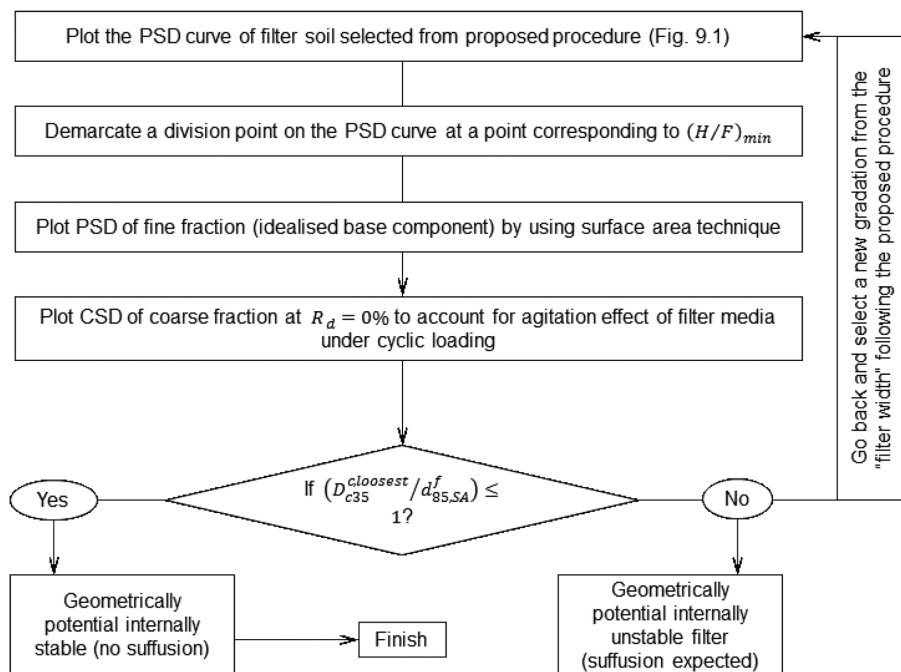 Plot the PSD curve of filter soil selected from proposed procedure (Fig. 9.1)
Demarcate a division point on the PSD curve at a point corresponding to (H/F)min
Plot PSD of fine fraction (idealised base component) by using surface area technique
Plot CSD of coarse fraction at Rd = 0% to account for agitation effect of filter media
under cyclic loading
If (D^{c,loosest}_{c35}/d^{f}_{85,SA}) ≤
1?
Yes
No
Geometrically
potential internally
stable (no suffusion)
Finish
Geometrically
potential internally
unstable filter
(suffusion expected)
Go back and select a new gradation from the
"filter width" following the proposed procedure